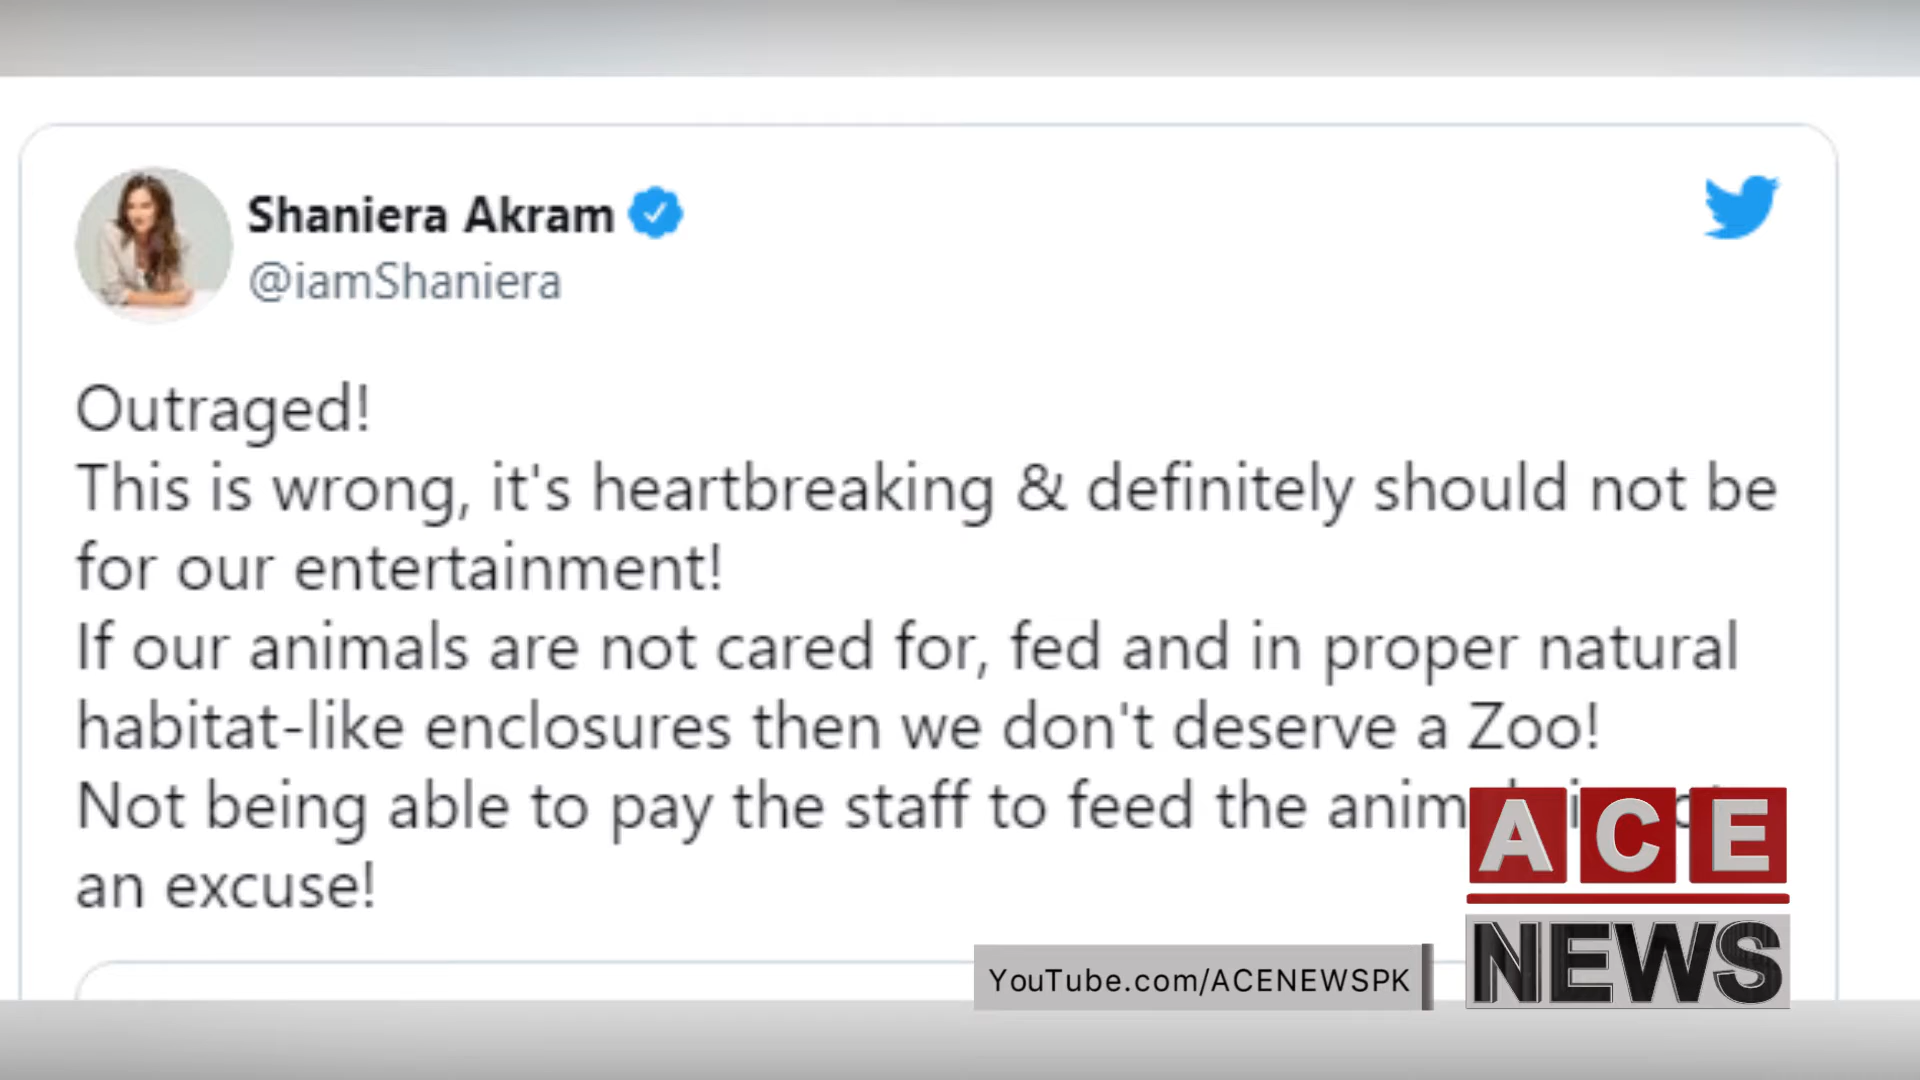 Shaniera Akram
@iamShaniera
Outraged!
This is wrong, it's heartbreaking & definitely should not be
for our entertainment!
If our animals are not cared for, fed and in proper natural
habitat-like enclosures then we don't deserve a Zoo!
Not being able to pay the staff to feed the
an excuse!
ACE
NEWS
YouTube.com/ACENEWSPK